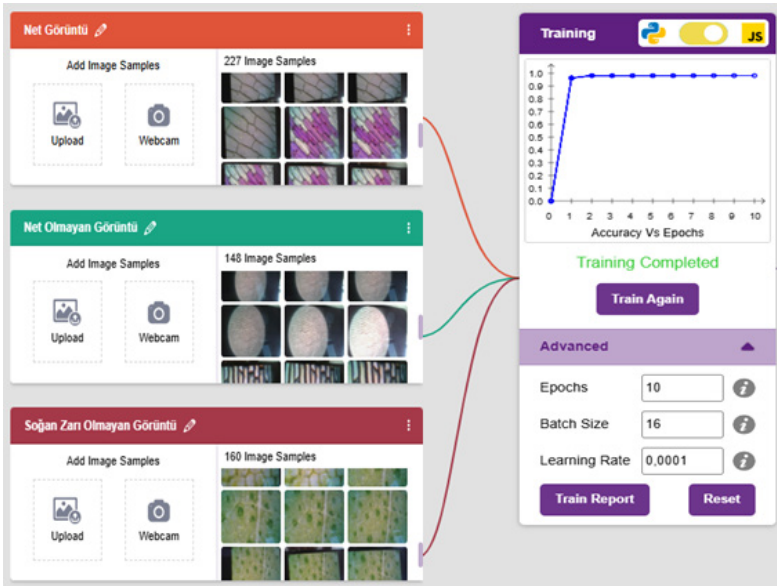 Net Görüntü
Add Image Samples
Upload
Webcam
227 Image Samples
Net Olmayan Görüntü
Add Image Samples
Upload
Webcam
148 Image Samples
Soğan Zarı Olmayan Görüntü
Add Image Samples
Upload
Webcam
160 Image Samples
Training
JS
1.0
0.9
0.8
0.7
0.6
0.5
0.4
0.3
0.2
0.1
0.0
0 1 2 3 4 5 6 7 8 9 10
Accuracy Vs Epochs
Training Completed
Train Again
Advanced
Epochs 10
Batch Size 16
Learning Rate 0,0001
Train Report Reset